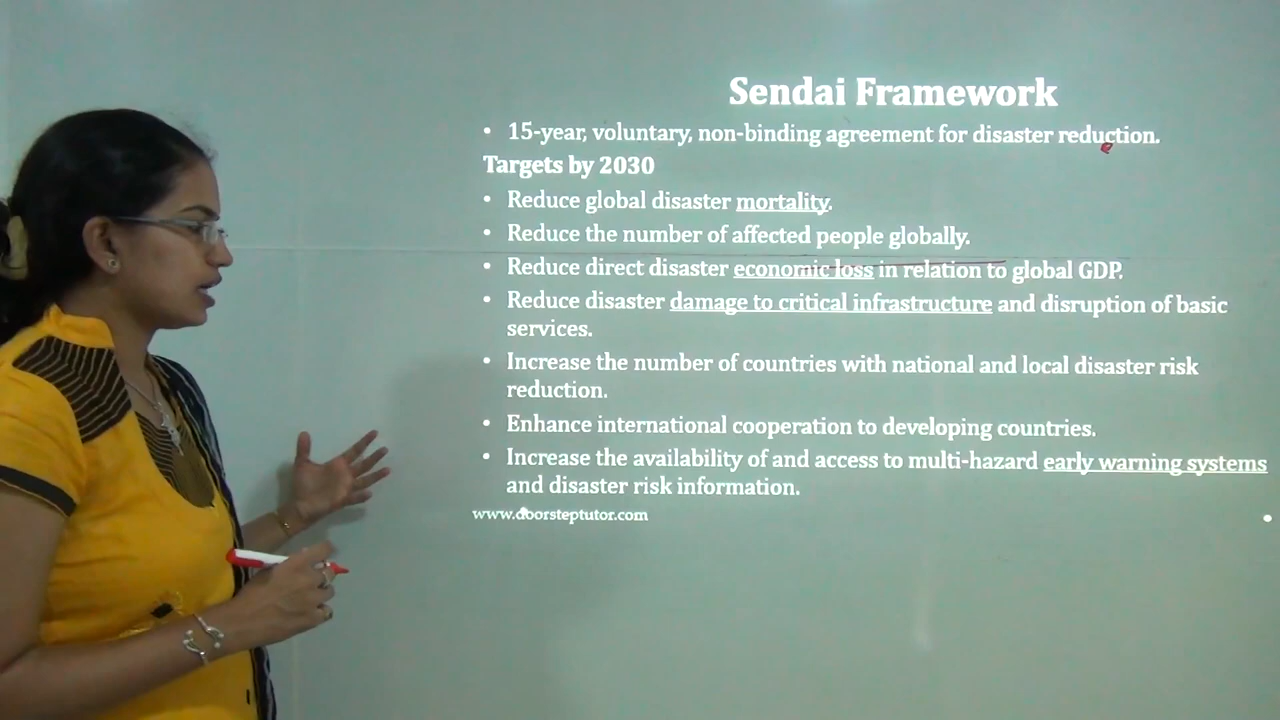 Sendai Framework
• 15-year, voluntary, non-binding agreement for disaster reduction.
Targets by 2030
• Reduce global disaster mortality.
• Reduce the number of affected people globally.
• Reduce direct disaster economic loss in relation to global GDP.
• Reduce disaster damage to critical infrastructure and disruption of basic
services.
• Increase the number of countries with national and local disaster risk
reduction.
• Enhance international cooperation to developing countries.
• Increase the availability of and access to multi-hazard early warning systems
and disaster risk information.
www.doorsteptutor.com